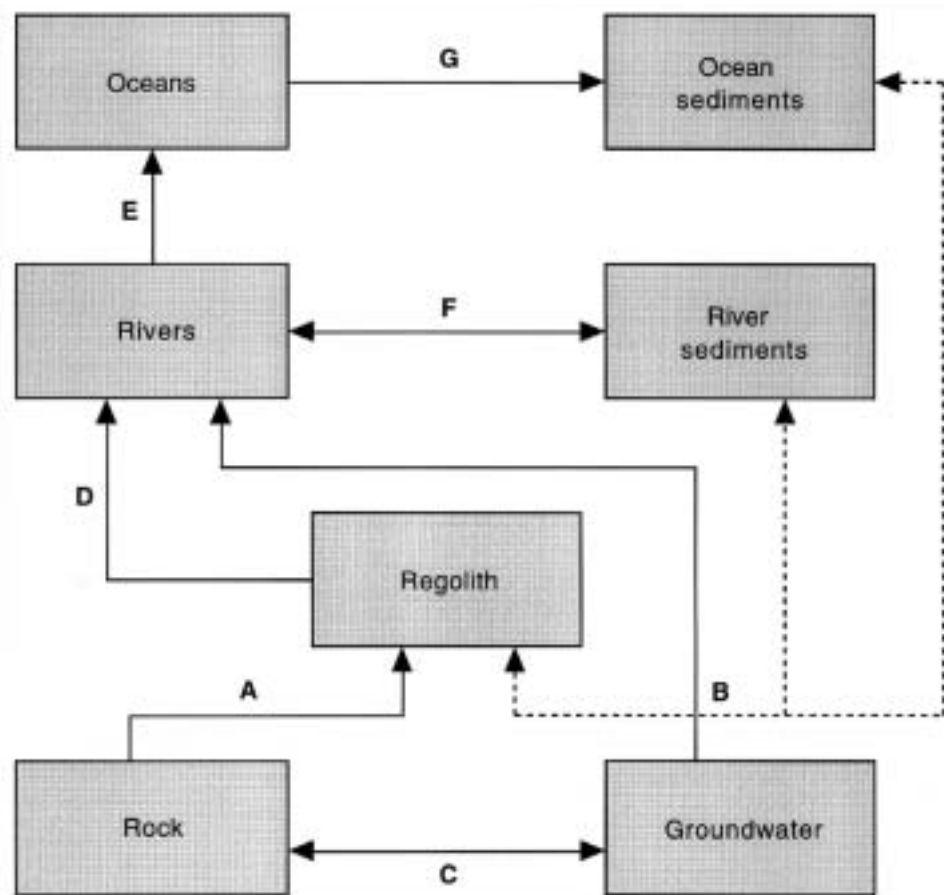 Oceans
G
Ocean
sediments
E
Rivers
F
River
sediments
D
Regolith
A
B
Rock
C
Groundwater